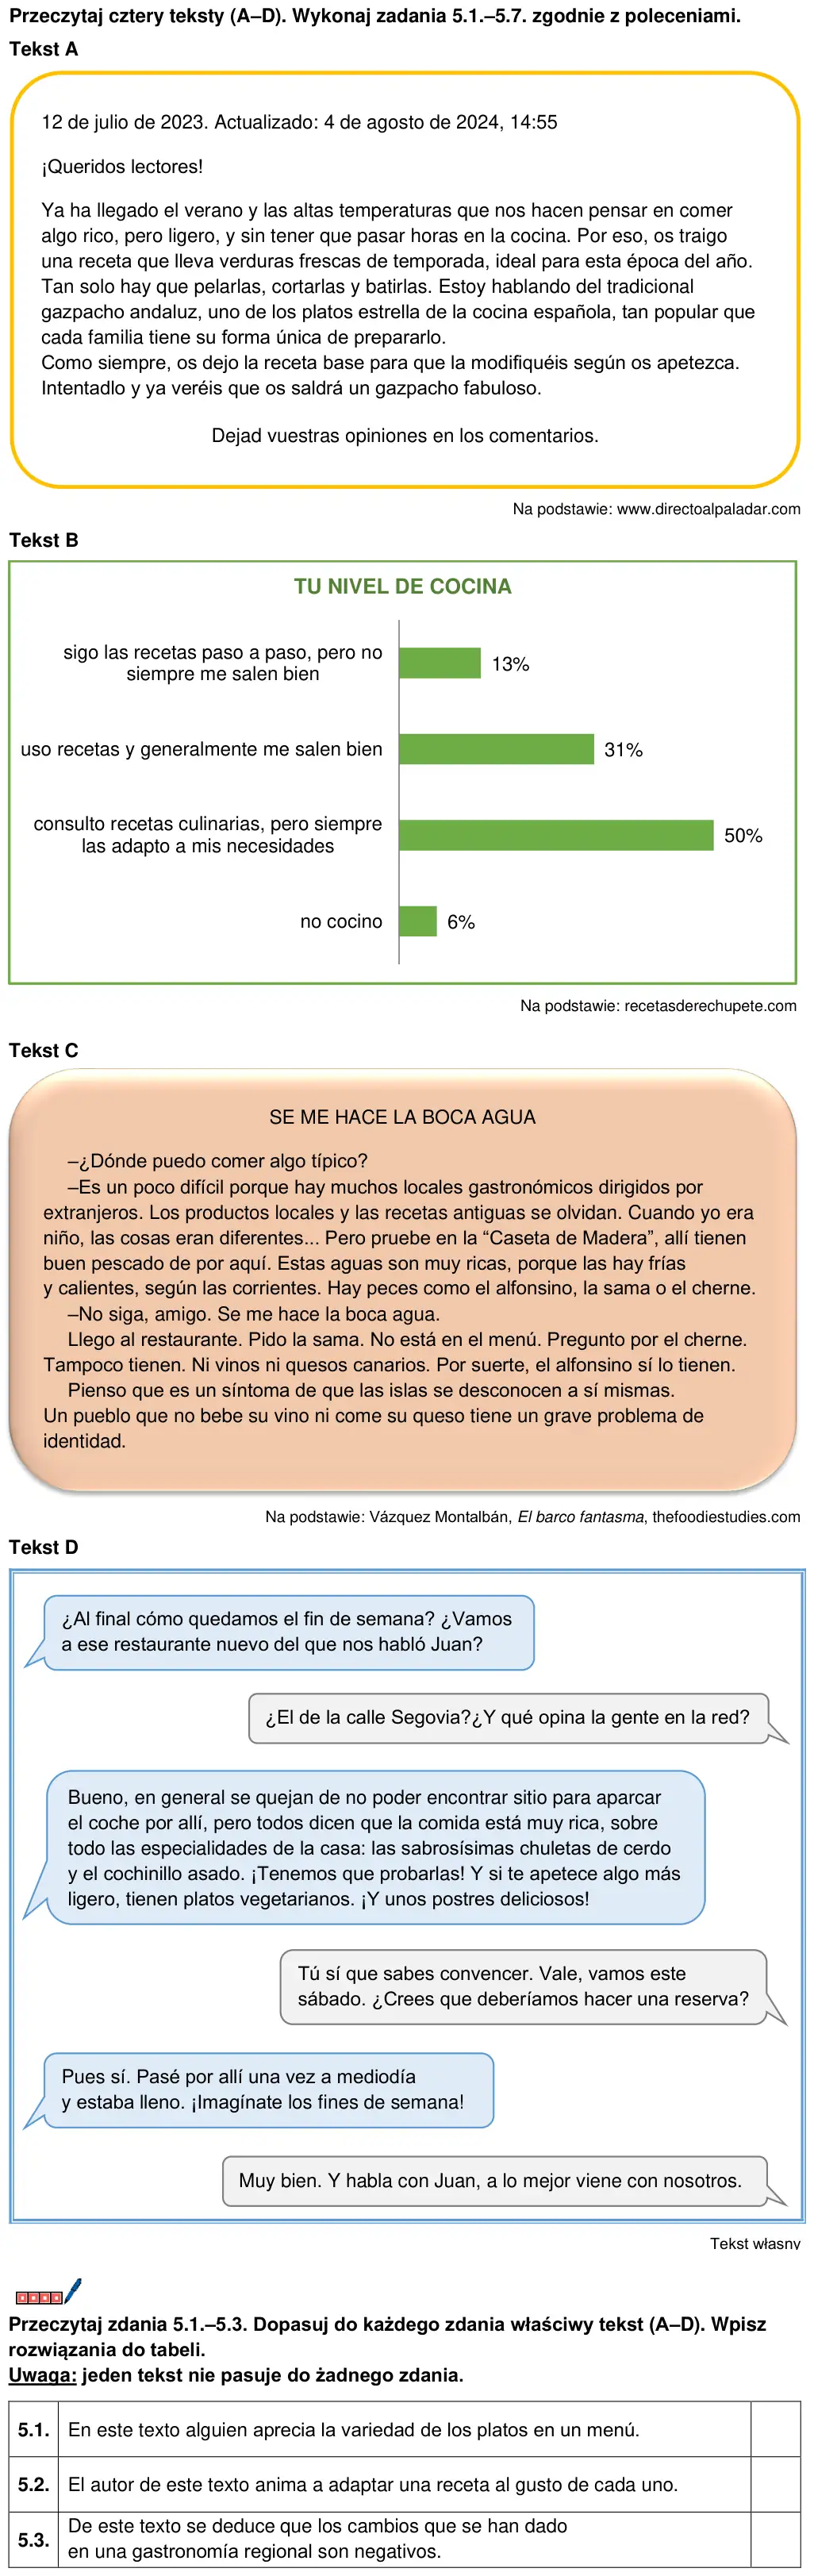 Przeczytaj cztery teksty (A–D). Wykonaj zadania 5.1.–5.7. zgodnie z poleceniami.
Tekst A
12 de julio de 2023. Actualizado: 4 de agosto de 2024, 14:55
¡Queridos lectores!
Ya ha llegado el verano y las altas temperaturas que nos hacen pensar en comer
algo rico, pero ligero, y sin tener que pasar horas en la cocina. Por eso, os traigo
una receta que lleva verduras frescas de temporada, ideal para esta época del año.
Tan solo hay que pelarlas, cortarlas y batirlas. Estoy hablando del tradicional
gazpacho andaluz, uno de los platos estrella de la cocina española, tan popular que
cada familia tiene su forma única de prepararlo.
Como siempre, os dejo la receta base para que la modifiquéis según os apetezca.
Intentadlo y ya veréis que os saldrá un gazpacho fabuloso.
Dejad vuestras opiniones en los comentarios.
Na podstawie: www.directoalpaladar.com
Tekst B
TU NIVEL DE COCINA
sigo las recetas paso a paso, pero no
siempre me salen bien
13%
uso recetas y generalmente me salen bien
31%
consulto recetas culinarias, pero siempre
las adapto a mis necesidades
50%
no cocino
6%
Na podstawie: recetasderechupete.com
Tekst C
SE ME HACE LA BOCA AGUA
–¿Dónde puedo comer algo típico?
–Es un poco difícil porque hay muchos locales gastronómicos dirigidos por
extranjeros. Los productos locales y las recetas antiguas se olvidan. Cuando yo era
niño, las cosas eran diferentes... Pero pruebe en la “Caseta de Madera”, allí tienen
buen pescado de por aquí. Estas aguas son muy ricas, porque las hay frías
y calientes, según las corrientes. Hay peces como el alfonsino, la sama o el cherne.
–No siga, amigo. Se me hace la boca agua.
Llego al restaurante. Pido la sama. No está en el menú. Pregunto por el cherne.
Tampoco tienen. Ni vinos ni quesos canarios. Por suerte, el alfonsino sí lo tienen.
Pienso que es un síntoma de que las islas se desconocen a sí mismas.
Un pueblo que no bebe su vino ni come su queso tiene un grave problema de
identidad.
Na podstawie: Vázquez Montalbán, El barco fantasma, thefoodiestudies.com
Tekst D
¿Al final cómo quedamos el fin de semana? ¿Vamos
a ese restaurante nuevo del que nos habló Juan?
¿El de la calle Segovia?¿Y qué opina la gente en la red?
Bueno, en general se quejan de no poder encontrar sitio para aparcar
el coche por allí, pero todos dicen que la comida está muy rica, sobre
todo las especialidades de la casa: las sabrosísimas chuletas de cerdo
y el cochinillo asado. ¡Tenemos que probarlas! Y si te apetece algo más
ligero, tienen platos vegetarianos. ¡Y unos postres deliciosos!
Tú sí que sabes convencer. Vale, vamos este
sábado. ¿Crees que deberíamos hacer una reserva?
Pues sí. Pasé por allí una vez a mediodía
y estaba lleno. ¡Imagínate los fines de semana!
Muy bien. Y habla con Juan, a lo mejor viene con nosotros.
Tekst własny
Przeczytaj zdania 5.1.–5.3. Dopasuj do każdego zdania właściwy tekst (A–D). Wpisz
rozwiązania do tabeli.
Uwaga: jeden tekst nie pasuje do żadnego zdania.
5.1. En este texto alguien aprecia la variedad de los platos en un menú.
5.2. El autor de este texto anima a adaptar una receta al gusto de cada uno.
5.3. De este texto se deduce que los cambios que se han dado
en una gastronomía regional son negativos.